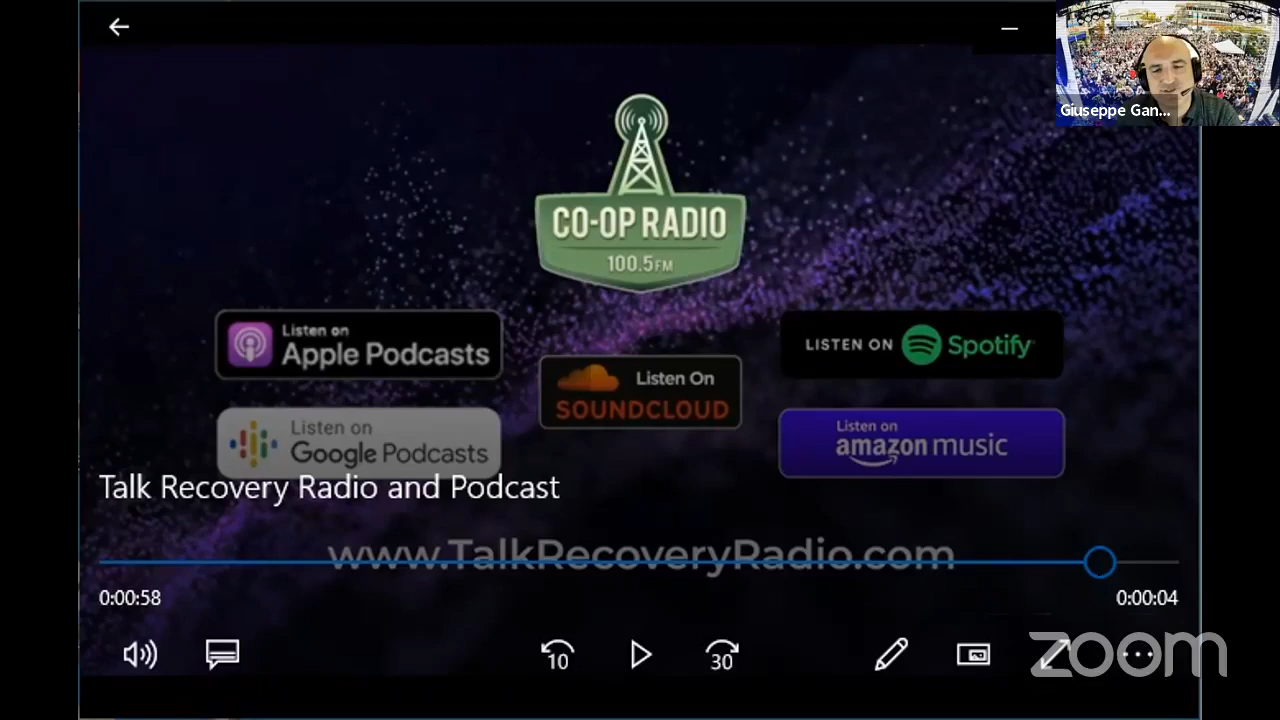 Giuseppe Gan...
CO-OP RADIO
100.5FM
Listen on
Apple Podcasts
LISTEN ON Spotify
Listen On
SOUNDCLOUD
Listen on
Google Podcasts
Listen on
amazon music
Talk Recovery Radio and Podcast
www.TalkRecoveryRadio.com
0:00:58
0:00:04
10
30
zoom